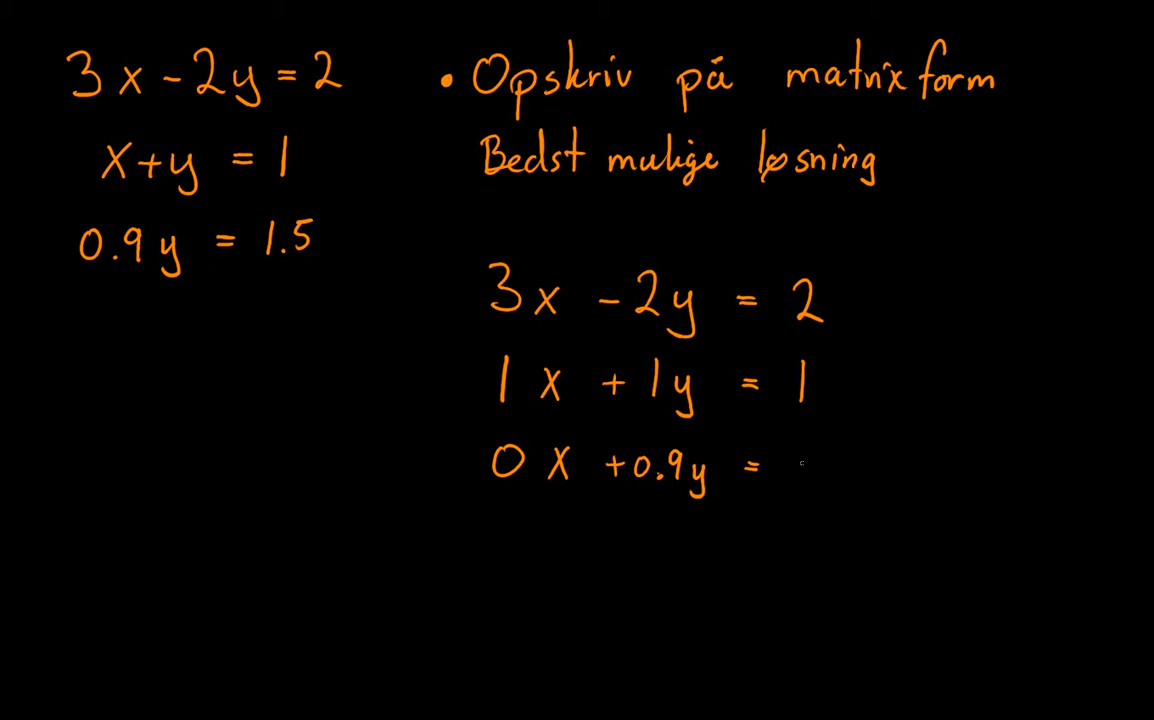 3x - 2y = 2
x + y = 1
0.9y = 1.5
• Opskriv på matrix form
Bedst mulige løsning
3x - 2y = 2
1x + 1y = 1
0x + 0.9y =